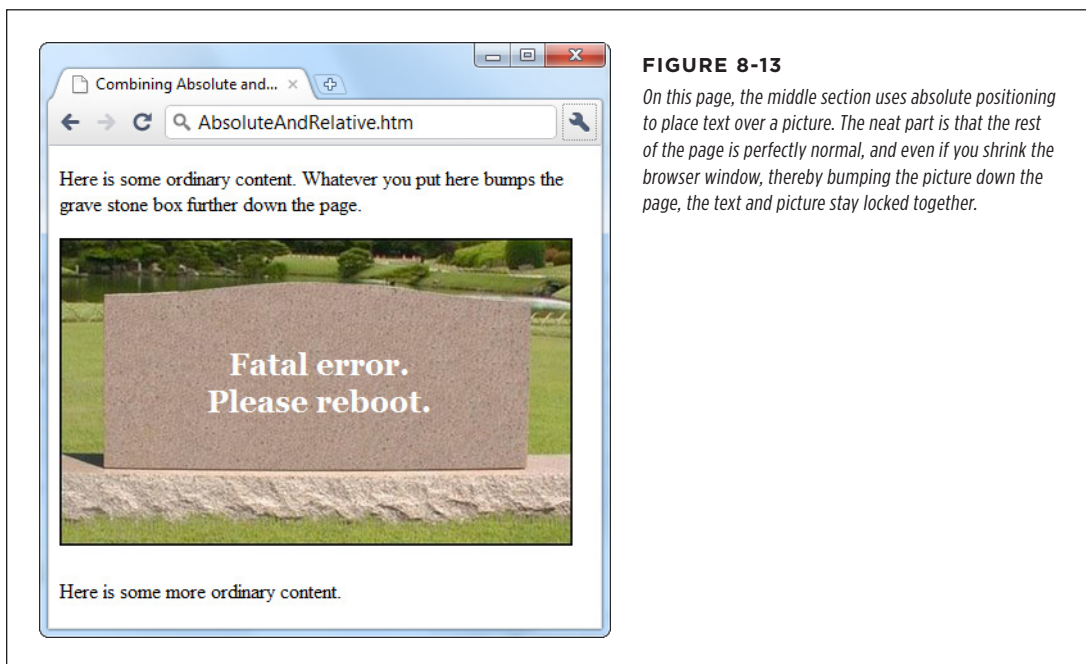 Combining Absolute and...
AbsoluteAndRelative.htm
Here is some ordinary content. Whatever you put here bumps the
grave stone box further down the page.
Fatal error.
Please reboot.
Here is some more ordinary content.
FIGURE 8-13
On this page, the middle section uses absolute positioning
to place text over a picture. The neat part is that the rest
of the page is perfectly normal, and even if you shrink the
browser window, thereby bumping the picture down the
page, the text and picture stay locked together.